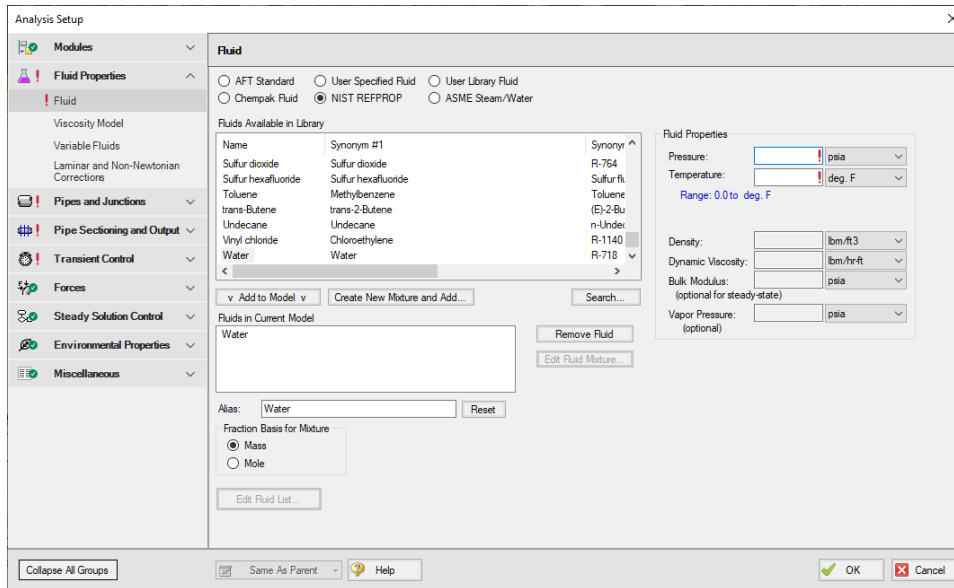 Analysis Setup
Modules
Fluid Properties
Fluid
Viscosity Model
Variable Fluids
Laminar and Non-Newtonian
Corrections
Pipes and Junctions
Pipe Sectioning and Output
Transient Control
Forces
Steady Solution Control
Environmental Properties
Miscellaneous
Fluid
AFT Standard User Specified Fluid User Library Fluid
Chempak Fluid NIST REFPROP ASME Steam/Water
Fluids Available in Library
Name Synonym #1 Synonyr
Sulfur dioxide Sulfur dioxide R-764
Sulfur hexafluoride Sulfur hexafluoride Sulfur flu
Toluene Methylbenzene Toluene
trans-Butene trans-2-Butene (E)-2-Bu
Undecane Undecane n-Undec
Vinyl chloride Chloroethylene R-1140
Water Water R-718
v Add to Model v Create New Mixture and Add... Search...
Fluids in Current Model
Water
Remove Fluid
Edit Fluid Mixture...
Alias: Water Reset
Fraction Basis for Mixture
Mass
Mole
Edit Fluid List...
Fluid Properties
Pressure: ! psia
Temperature: ! deg. F
Range: 0.0 to deg. F
Density: lbm/ft3
Dynamic Viscosity: lbm/hr-ft
Bulk Modulus: psia
(optional for steady-state)
Vapor Pressure: psia
(optional)
Collapse All Groups Same As Parent Help OK Cancel